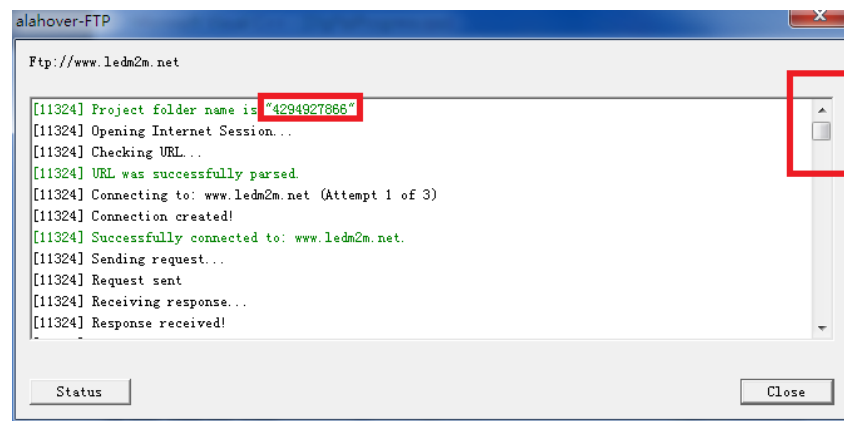 alahover-FTP
Ftp://www.ledm2m.net
[11324] Project folder name is "4294927866"
[11324] Opening Internet Session...
[11324] Checking URL...
[11324] URL was successfully parsed.
[11324] Connecting to: www.ledm2m.net (Attempt 1 of 3)
[11324] Connection created!
[11324] Successfully connected to: www.ledm2m.net.
[11324] Sending request...
[11324] Request sent
[11324] Receiving response...
[11324] Response received!
Status
Close